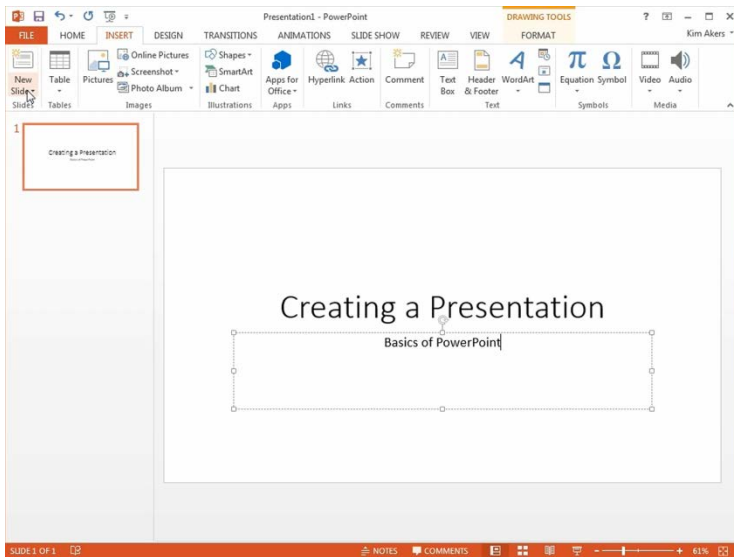 Presentation1 - PowerPoint
DRAWING TOOLS
FILE HOME INSERT DESIGN TRANSITIONS ANIMATIONS SLIDE SHOW REVIEW VIEW FORMAT
Kim Akers
New Slide
Table
Pictures
Online Pictures
Screenshot
Photo Album
Shapes
SmartArt
Chart
Apps for Office
Hyperlink
Action
Comment
Text Box
Header & Footer
WordArt
Equation
Symbol
Video
Audio
Slides Tables Images Illustrations Apps Links Comments Text Symbols Media
1
Creating a Presentation
Creating a Presentation
Basics of PowerPoint
SLIDE 1 OF 1 NOTES COMMENTS 61%